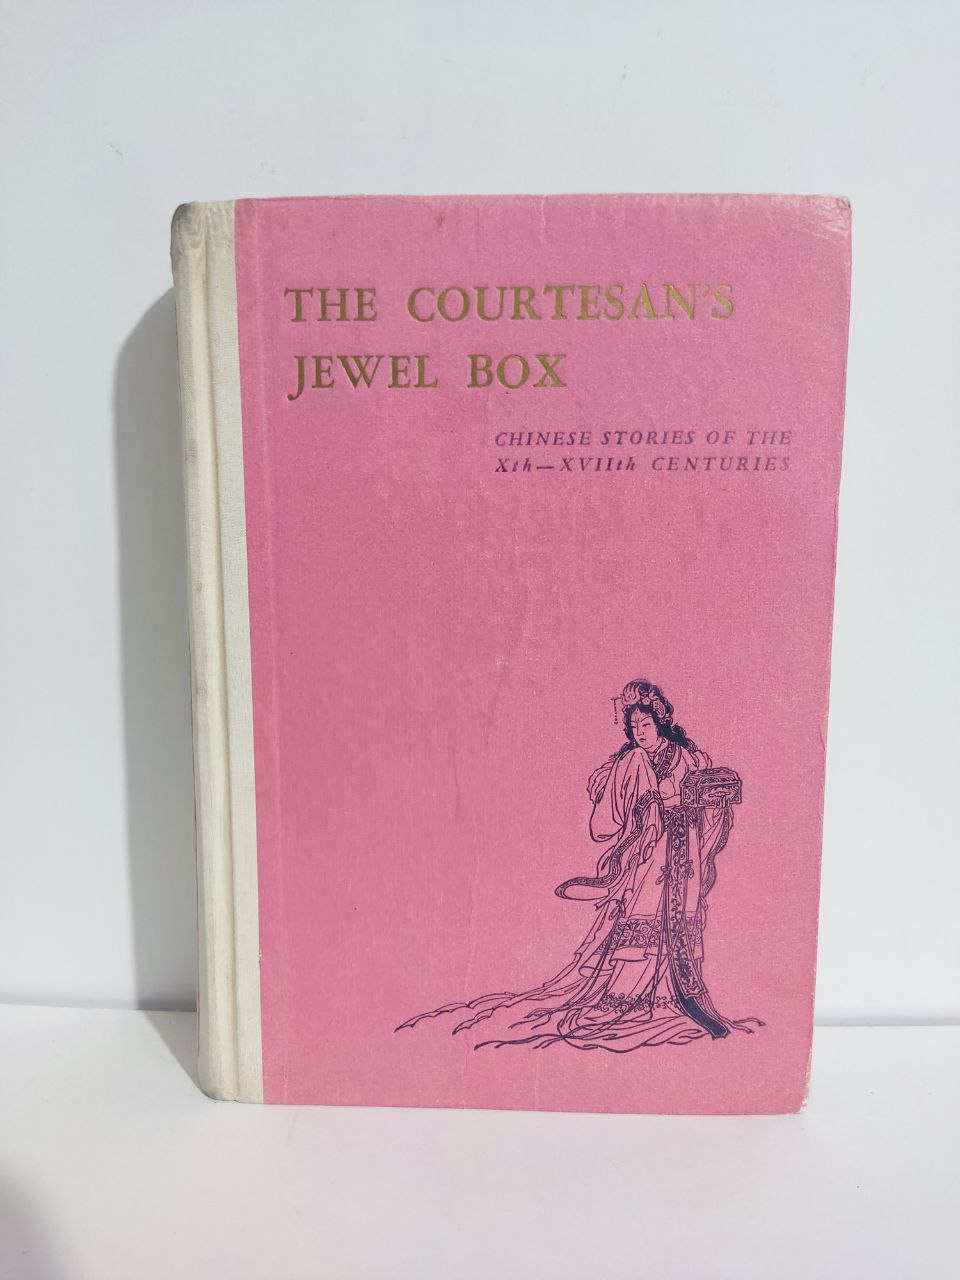 THE COURTESAN'S
JEWEL BOX
CHINESE STORIES OF THE
Xth—XVIIth CENTURIES